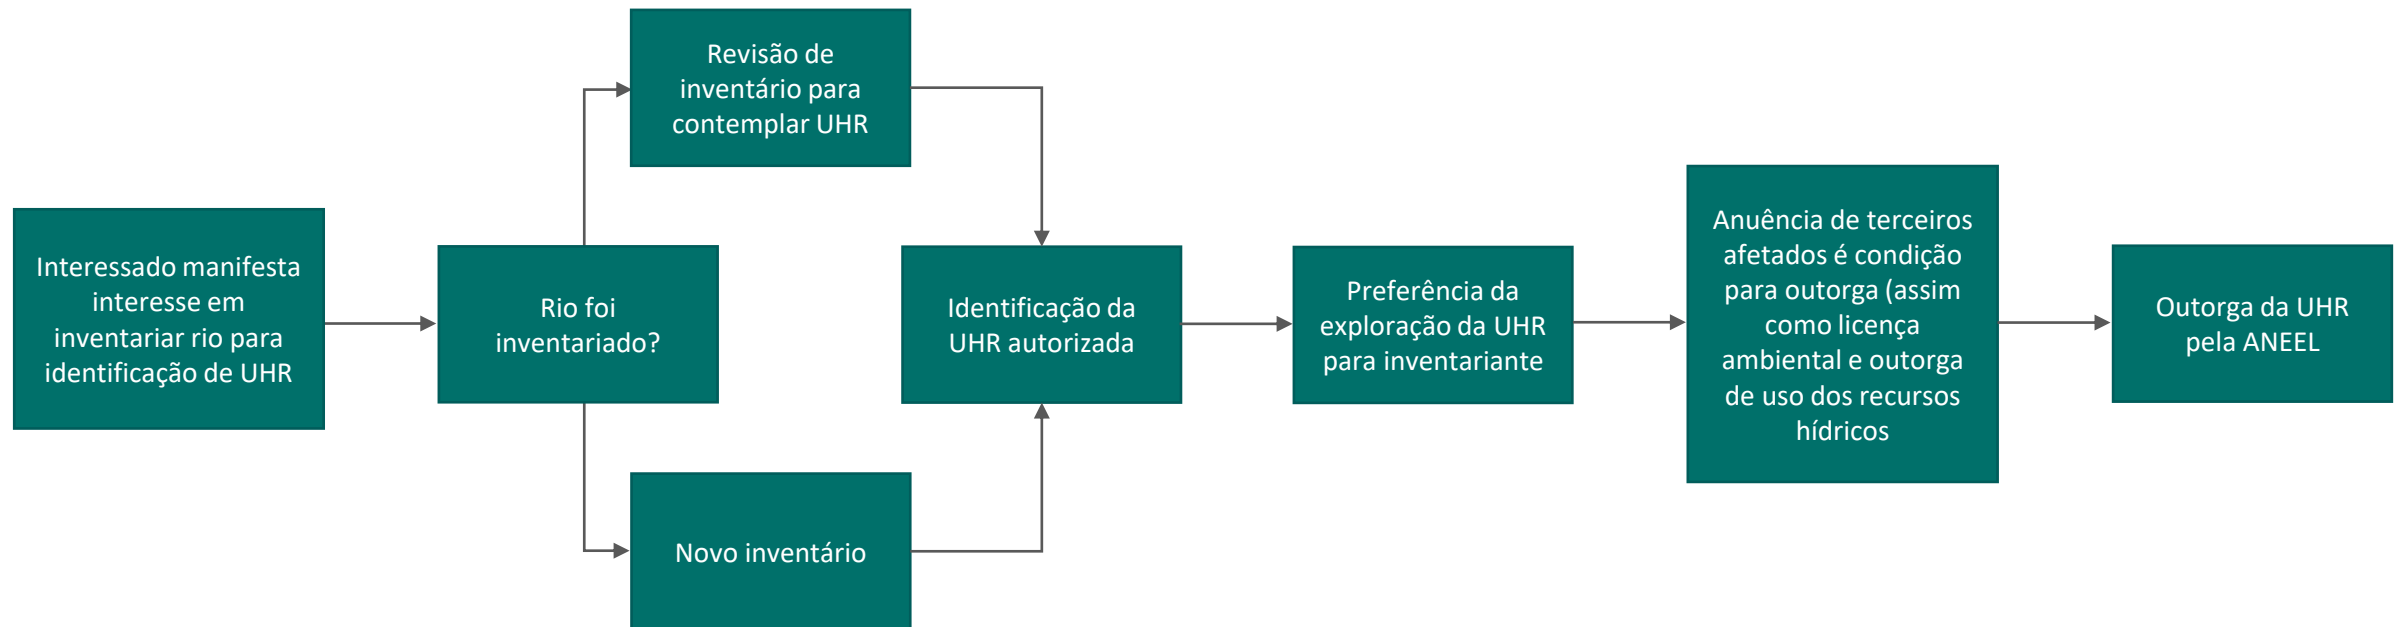 Interessado manifesta
interesse em
inventariar rio para
identificação de UHR
Rio foi
inventariado?
Revisão de
inventário para
contemplar UHR
Novo inventário
Identificação da
UHR autorizada
Preferência da
exploração da UHR
para inventariante
Anuência de terceiros
afetados é condição
para outorga (assim
como licença
ambiental e outorga
de uso dos recursos
hídricos
Outorga da UHR
pela ANEEL